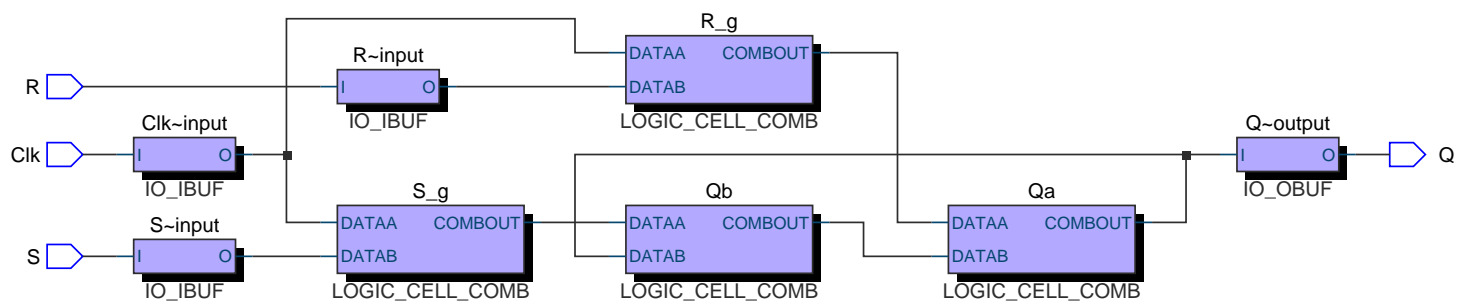 R_g
R~input
DATAA COMBOUT
R
I O
DATAB
IO_IBUF
LOGIC_CELL_COMB
Clk~input
Q~output
Clk
I O
I O
Q
IO_IBUF
IO_OBUF
S_g
Qb
Qa
S~input
DATAA COMBOUT
DATAA COMBOUT
DATAA COMBOUT
S
I O
DATAB
DATAB
DATAB
IO_IBUF
LOGIC_CELL_COMB
LOGIC_CELL_COMB
LOGIC_CELL_COMB